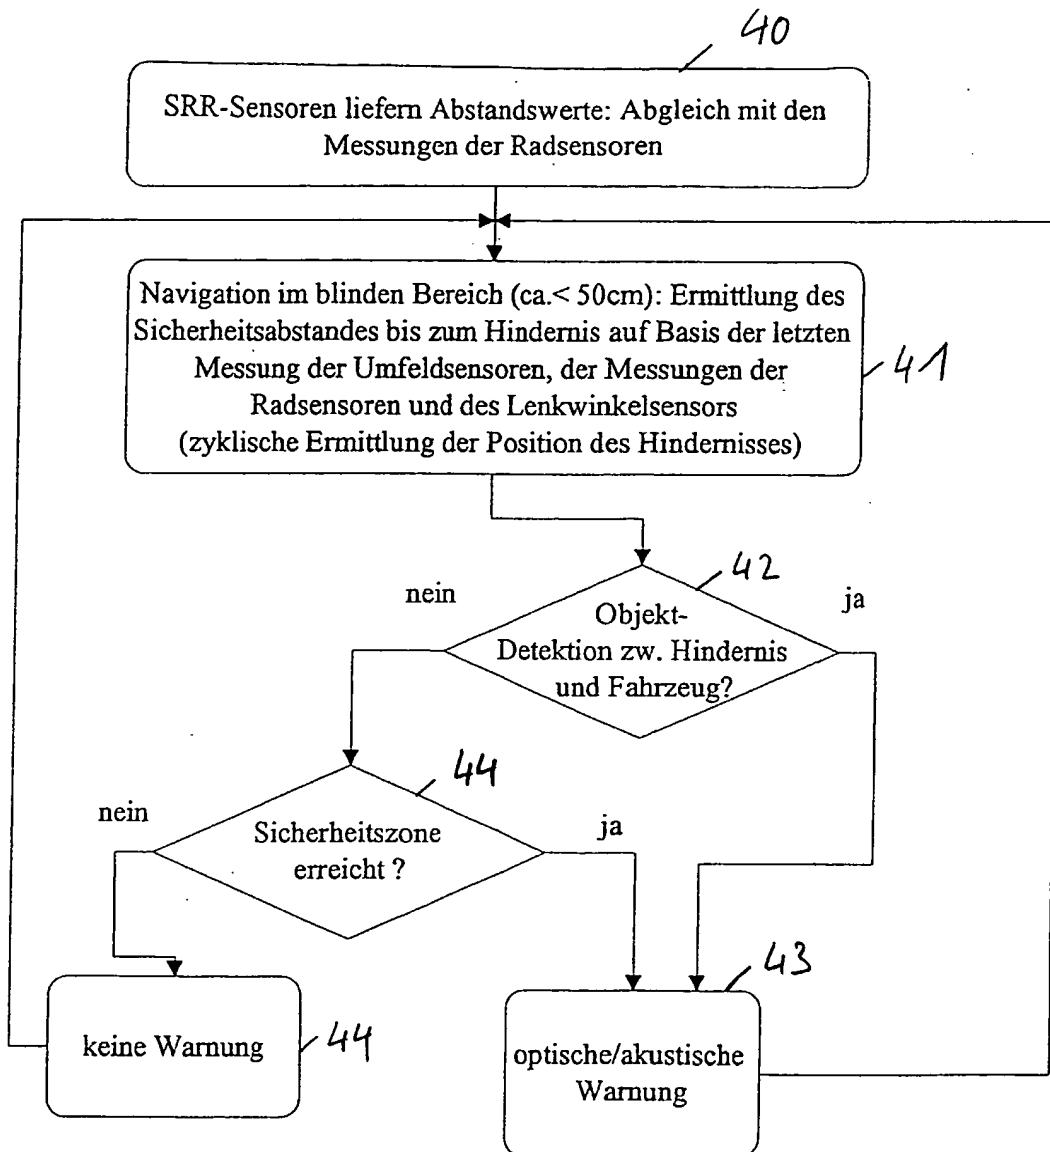 40
SRR-Sensoren liefern Abstandswerte: Abgleich mit den
Messungen der Radsensoren
Navigation im blinden Bereich (ca.< 50cm): Ermittlung des
Sicherheitsabstandes bis zum Hindernis auf Basis der letzten
Messung der Umfeldsensoren, der Messungen der
Radsensoren und des Lenkwinkelsensors
(zyklische Ermittlung der Position des Hindernisses)
41
42
nein
ja
Objekt-
Detektion zw. Hindernis
und Fahrzeug?
44
nein
ja
Sicherheitszone
erreicht ?
43
keine Warnung
44
optische/akustische
Warnung